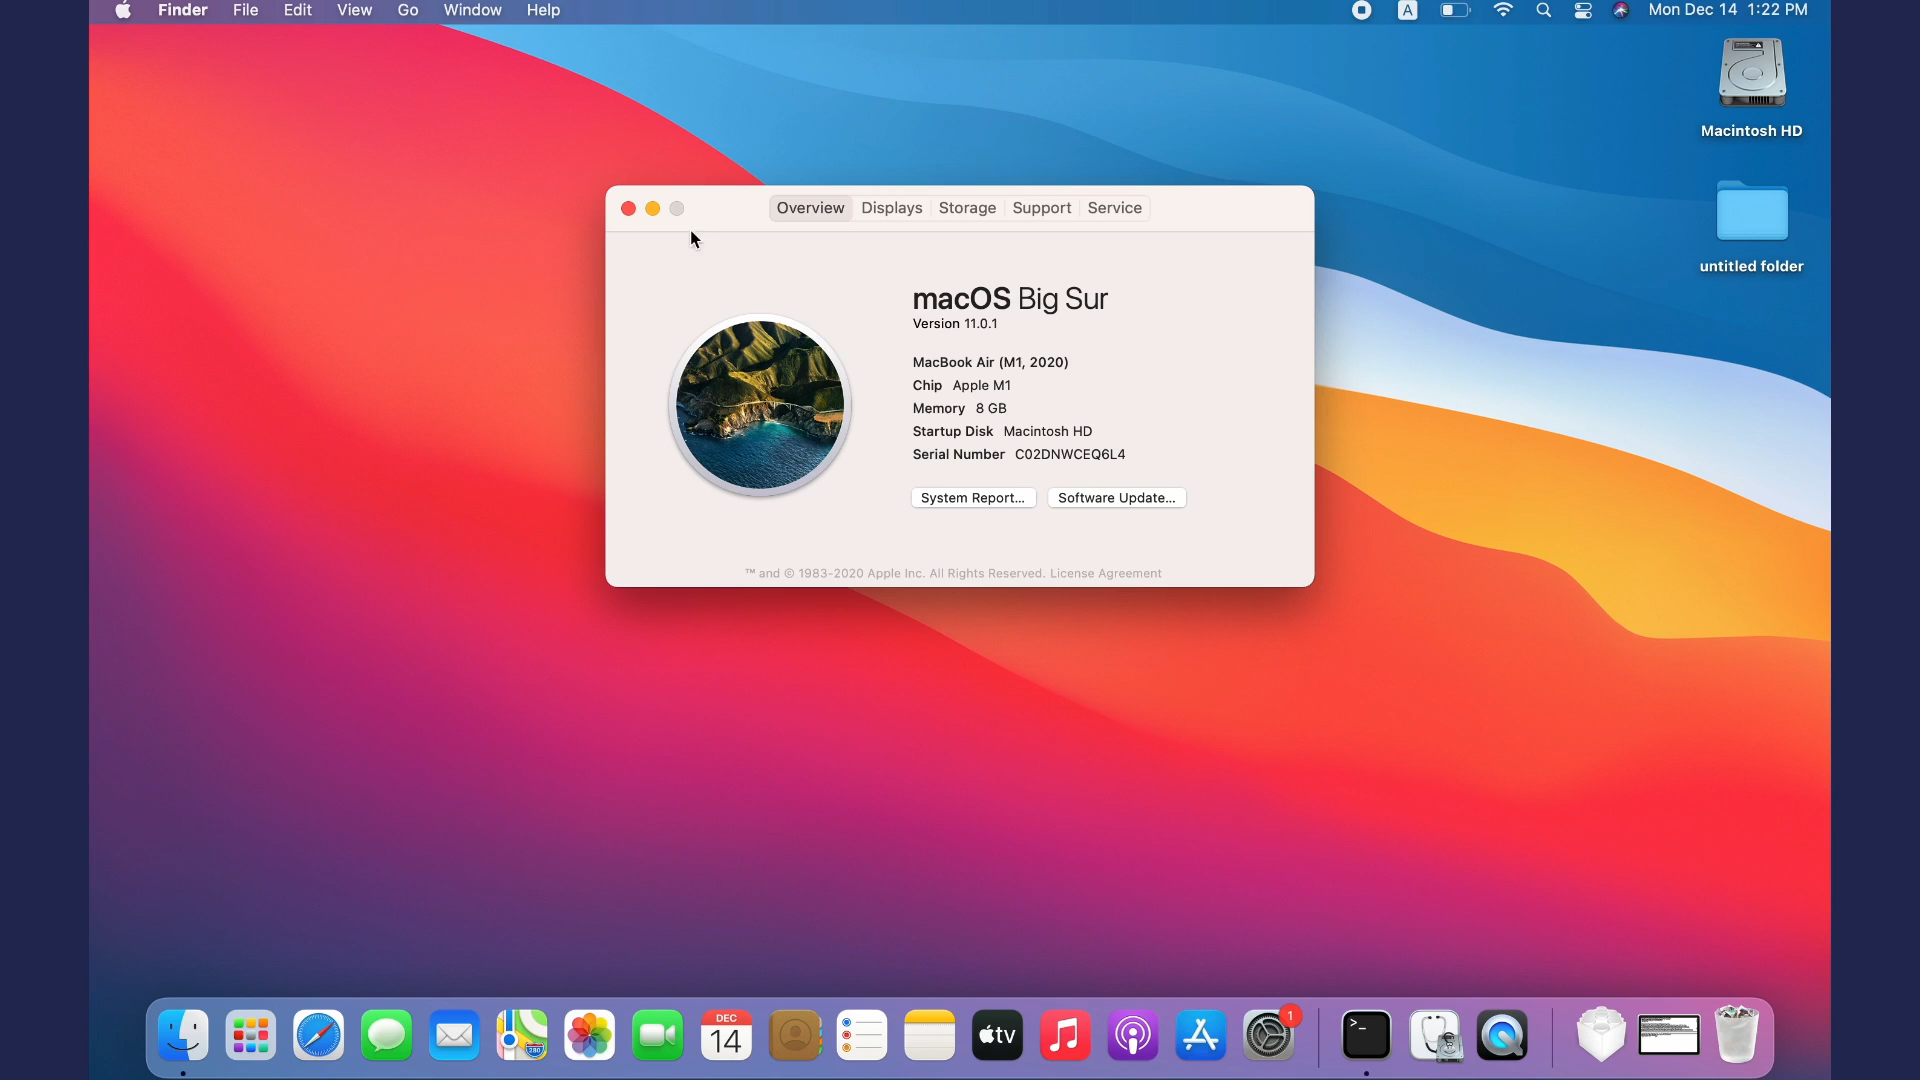 Finder File Edit View Go Window Help A Mon Dec 14 1:22 PM
Macintosh HD
untitled folder
Overview Displays Storage Support Service
macOS Big Sur
Version 11.0.1
MacBook Air (M1, 2020)
Chip Apple M1
Memory 8 GB
Startup Disk Macintosh HD
Serial Number C02DNWCEQ6L4
System Report... Software Update...
™ and © 1983-2020 Apple Inc. All Rights Reserved. License Agreement
DEC
14
280
tv
1
>_